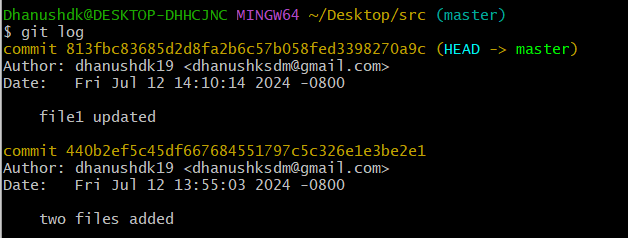 Dhanushdk@DESKTOP-DHHCJNC MINGW64 ~/Desktop/src (master)
$ git log
commit 813fbc83685d2d8fa2b6c57b058fed3398270a9c (HEAD -> master)
Author: dhanushdk19 <dhanushksdm@gmail.com>
Date:   Fri Jul 12 14:10:14 2024 -0800
    file1 updated
commit 440b2ef5c45df667684551797c5c326e1e3be2e1
Author: dhanushdk19 <dhanushksdm@gmail.com>
Date:   Fri Jul 12 13:55:03 2024 -0800
    two files added